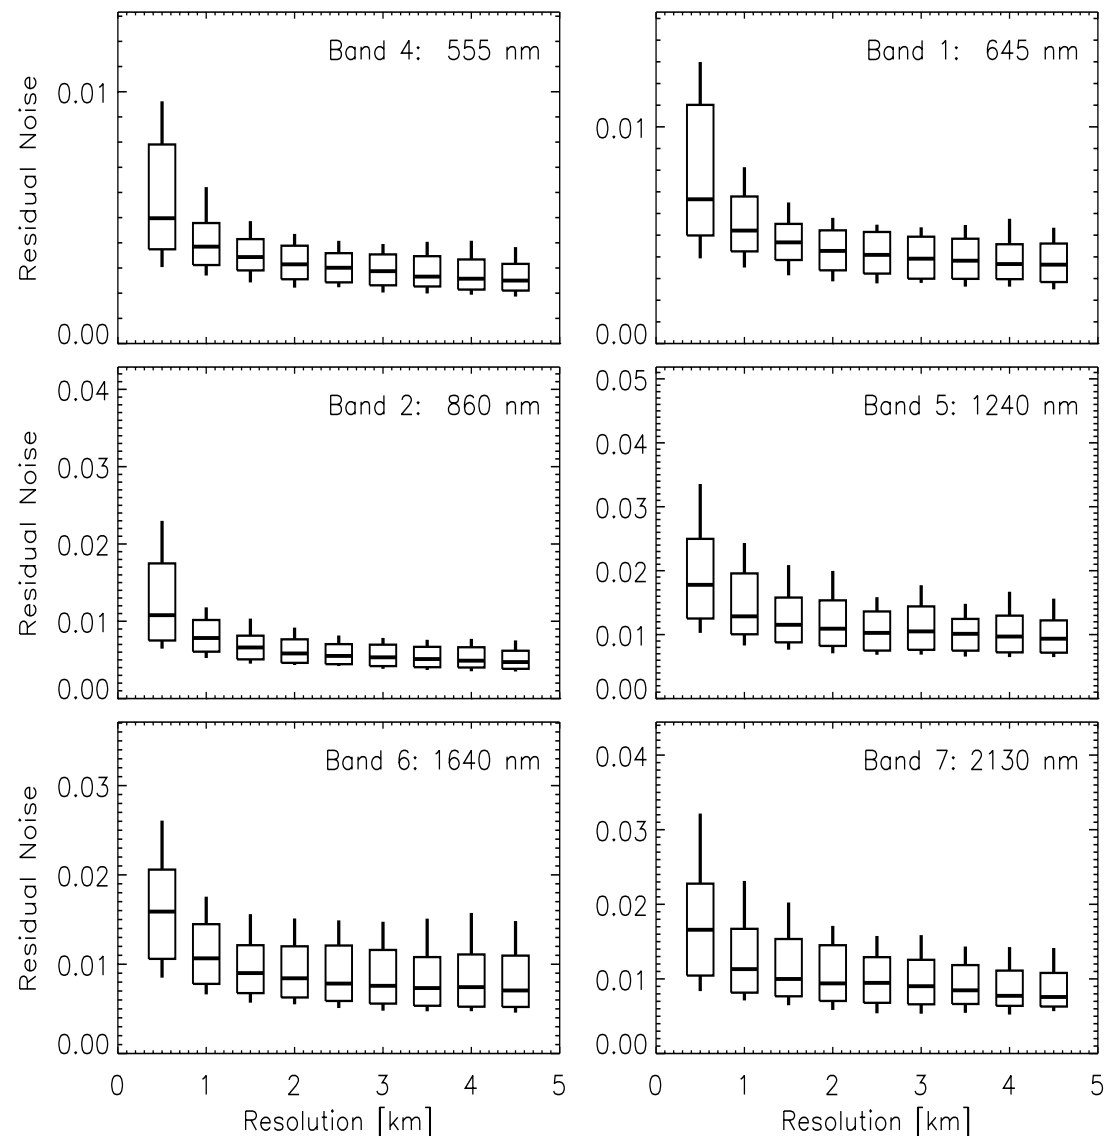 Band 4: 555 nm
Residual Noise
0.01
0.00
Band 1: 645 nm
0.01
0.00
Band 2: 860 nm
Residual Noise
0.04
0.03
0.02
0.01
0.00
Band 5: 1240 nm
0.05
0.04
0.03
0.02
0.01
0.00
Band 6: 1640 nm
Residual Noise
0.03
0.02
0.01
0.00
0 1 2 3 4 5
Resolution [km]
Band 7: 2130 nm
0.04
0.03
0.02
0.01
0.00
0 1 2 3 4 5
Resolution [km]